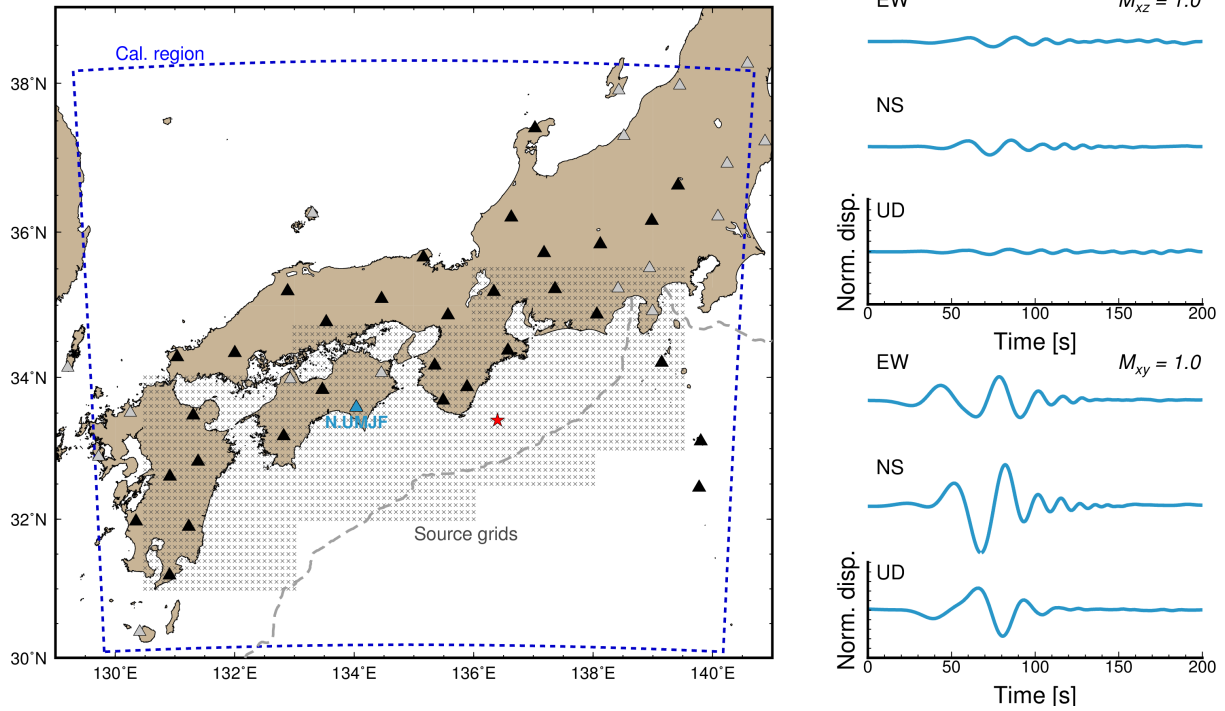 Cal. region
38°N
36°N
34°N
32°N
30°N
130°E
132°E
134°E
136°E
138°E
140°E
N.UMJF
Source grids
EW
Mxz = 1.0
NS
UD
Norm. disp.
0
50
100
150
200
Time [s]
EW
Mxy = 1.0
NS
UD
Norm. disp.
0
50
100
150
200
Time [s]